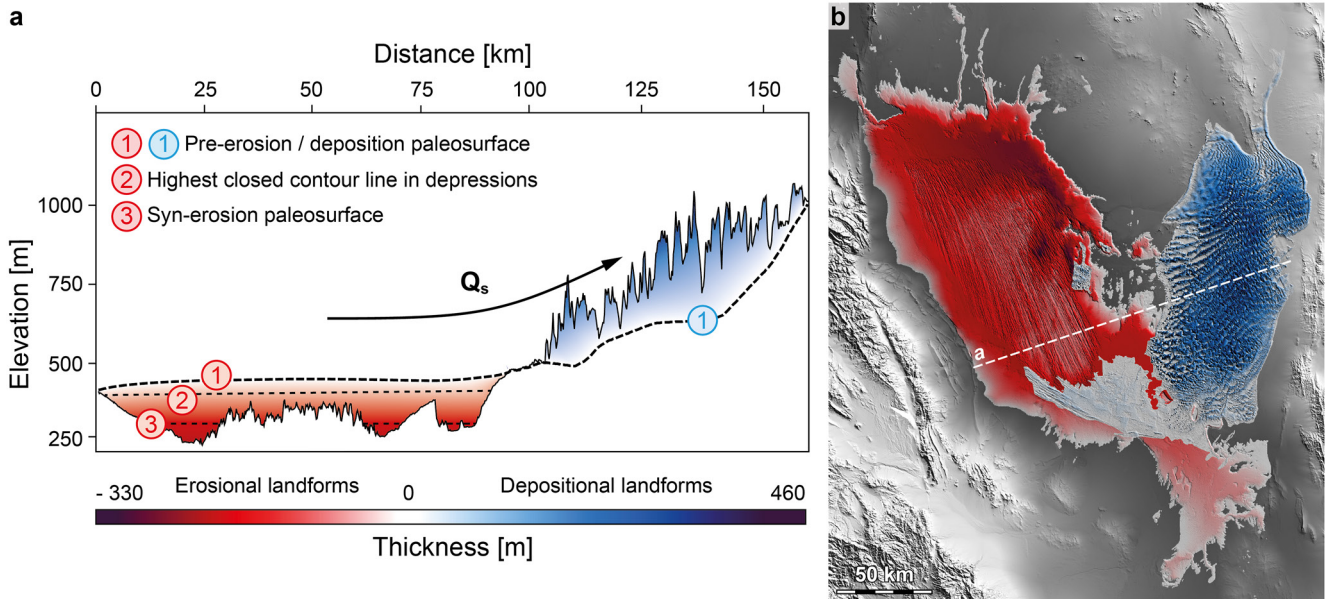 a
Distance [km]
0 25 50 75 100 125 150
1 1 Pre-erosion / deposition paleosurface
2 Highest closed contour line in depressions
3 Syn-erosion paleosurface
1000
750
500
250
Elevation [m]
Qs
1
1
2
3
- 330 Erosional landforms 0 Depositional landforms 460
Thickness [m]
b
a
50 km